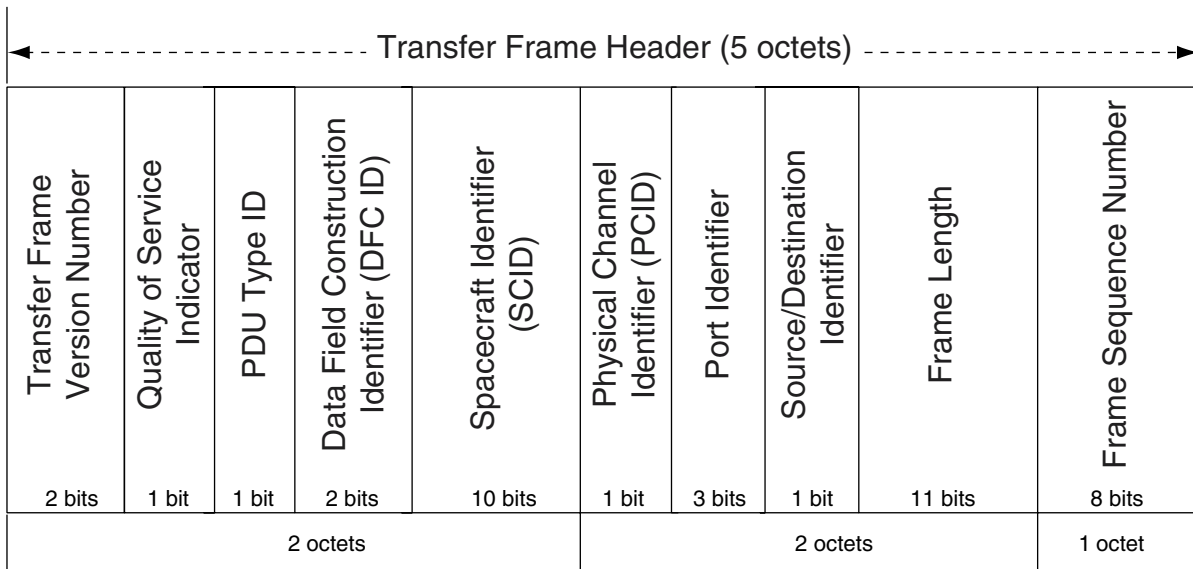 Transfer Frame Header (5 octets)
Transfer Frame
Version Number
2 bits
Quality of Service
Indicator
1 bit
PDU Type ID
1 bit
Data Field Construction
Identifier (DFC ID)
2 bits
Spacecraft Identifier
(SCID)
10 bits
Physical Channel
Identifier (PCID)
1 bit
Port Identifier
3 bits
Source/Destination
Identifier
1 bit
Frame Length
11 bits
Frame Sequence Number
8 bits
2 octets
2 octets
1 octet